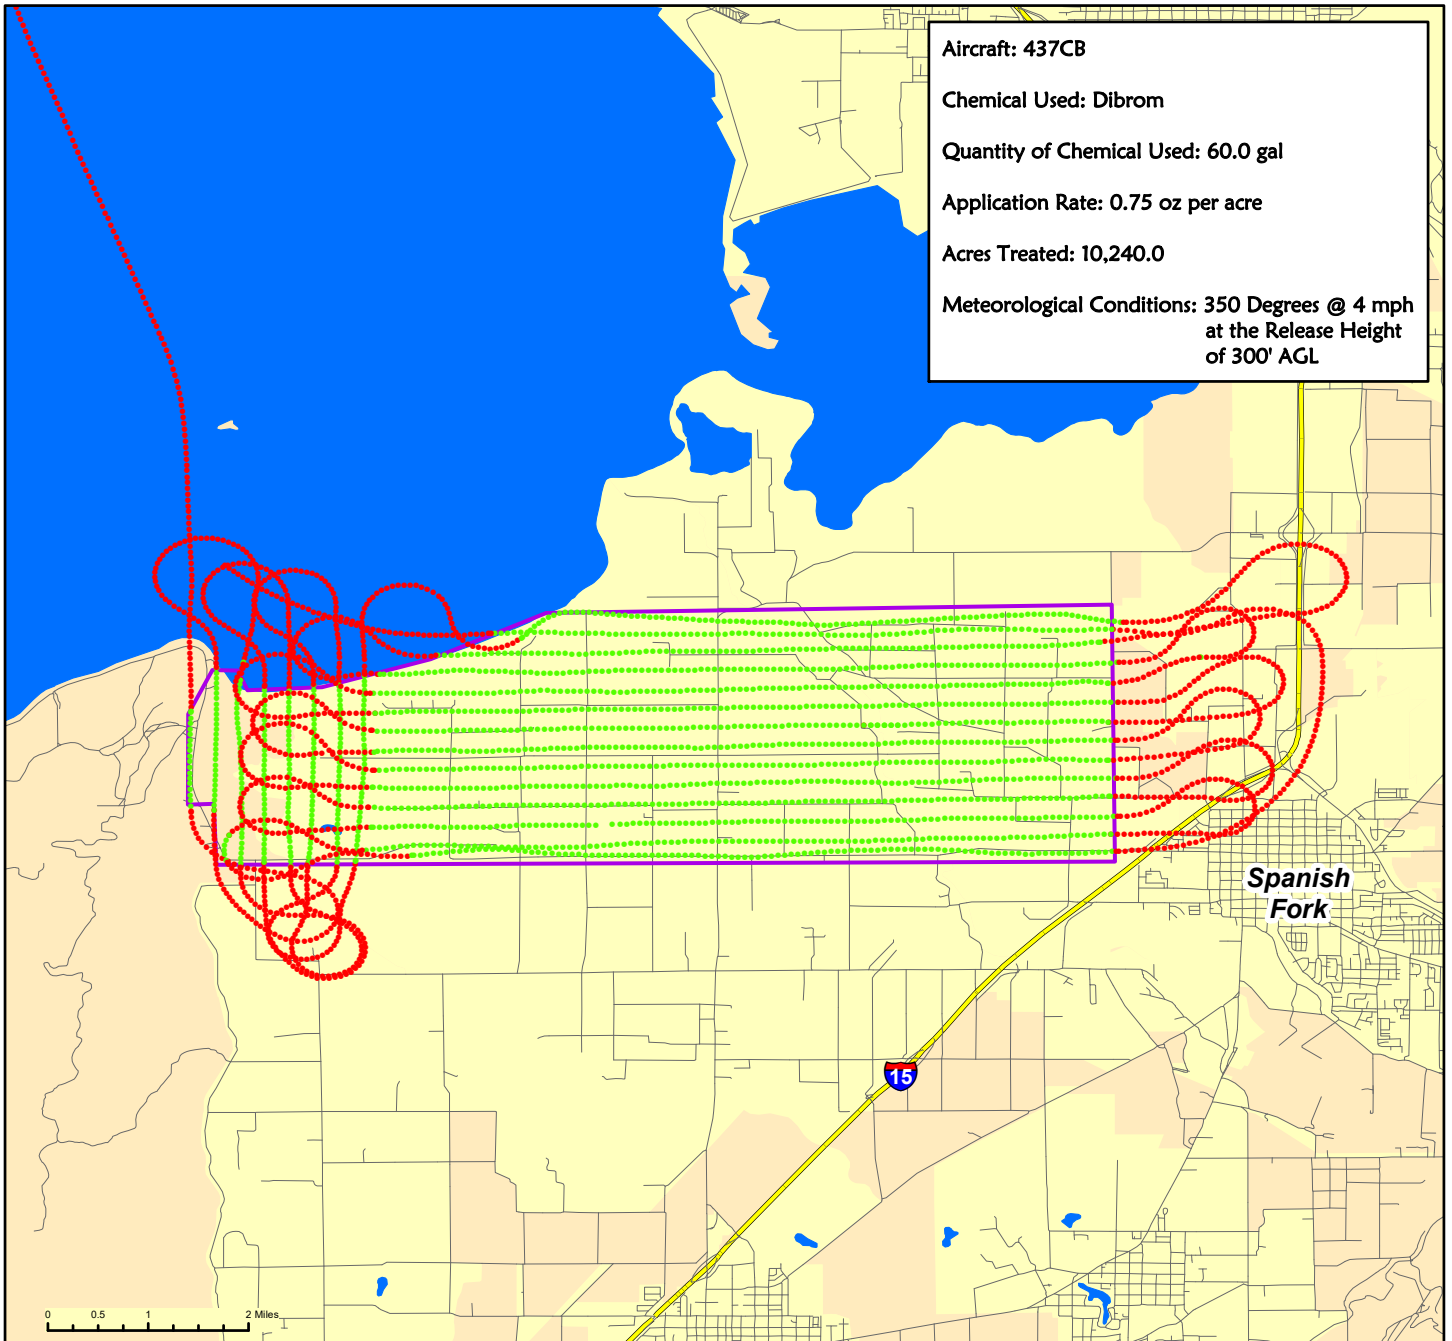 Aircraft: 437CB
Chemical Used: Dibrom
Quantity of Chemical Used: 60.0 gal
Application Rate: 0.75 oz per acre
Acres Treated: 10,240.0
Meteorological Conditions: 350 Degrees @ 4 mph
at the Release Height
of 300' AGL
Spanish
Fork
15
0 0.5 1 2 Miles